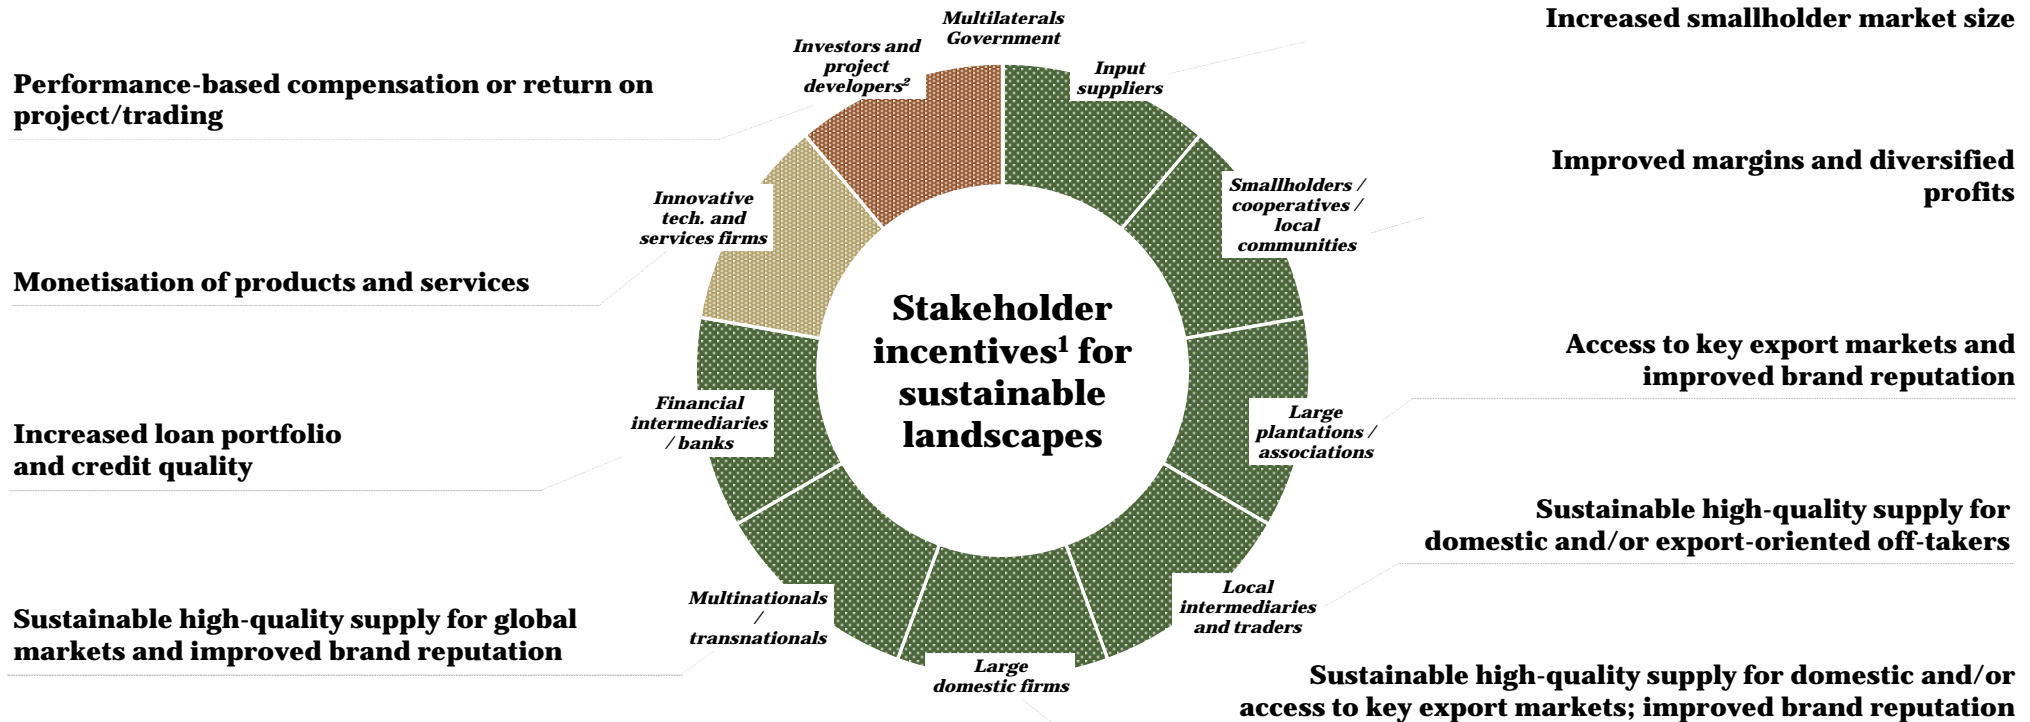 Multilaterals
Government
Investors and
project
developers²
Input
suppliers
Increased smallholder market size
Performance-based compensation or return on
project/trading
Improved margins and diversified
profits
Smallholders /
cooperatives /
local
communities
Innovative
tech. and
services firms
Monetisation of products and services
Stakeholder
incentives¹ for
sustainable
landscapes
Access to key export markets and
improved brand reputation
Large
plantations /
associations
Financial
intermediaries
/ banks
Increased loan portfolio
and credit quality
Sustainable high-quality supply for
domestic and/or export-oriented off-takers
Local
intermediaries
and traders
Multinationals
/
transnationals
Sustainable high-quality supply for global
markets and improved brand reputation
Large
domestic firms
Sustainable high-quality supply for domestic and/or
access to key export markets; improved brand reputation